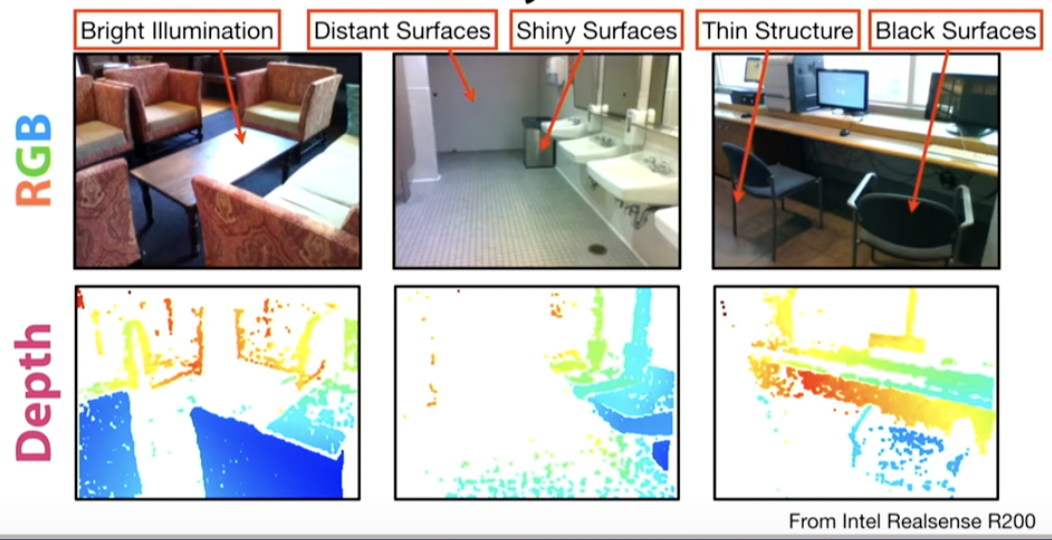 Bright Illumination
Distant Surfaces
Shiny Surfaces
Thin Structure
Black Surfaces
RGB
Depth
From Intel Realsense R200